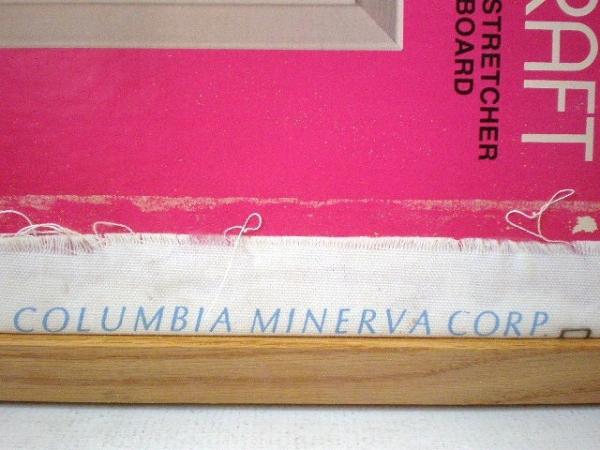 RAFT
STRETCHER
BOARD
COLUMBIA MINERVA CORP.